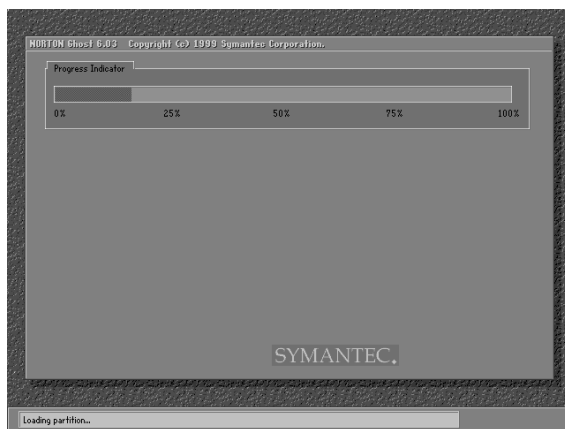 NORTON Ghost 6.03 Copyright (c) 1999 Symantec Corporation.
Progress Indicator
0% 25% 50% 75% 100%
SYMANTEC.
Loading partition...